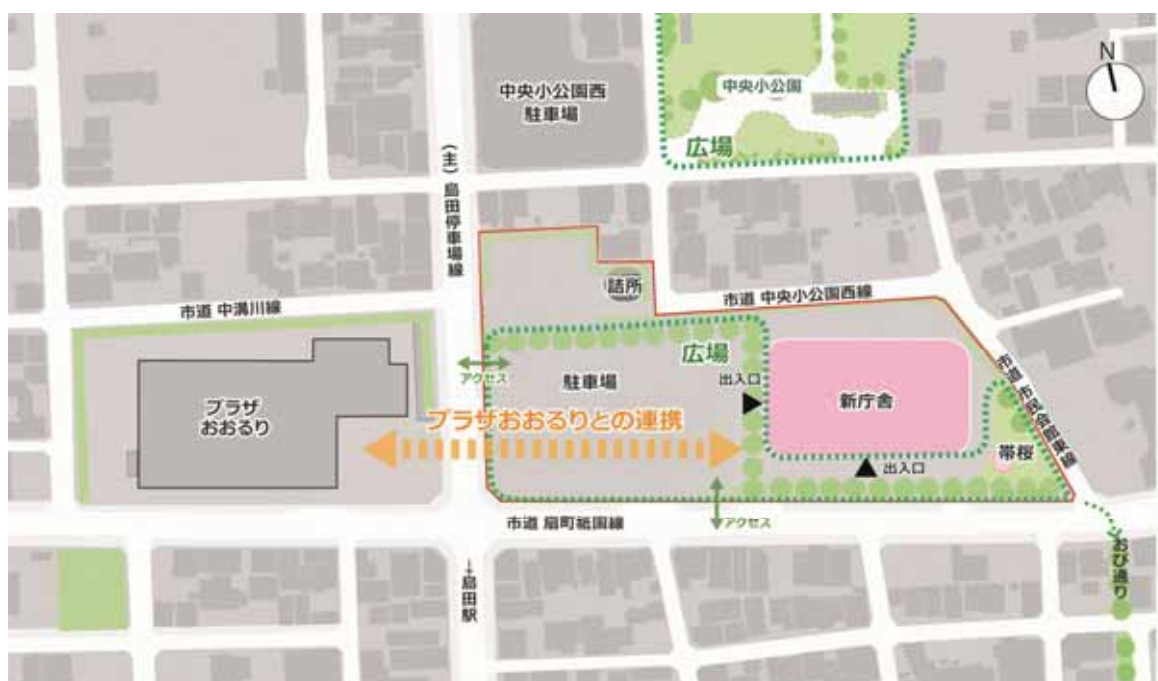 中央小公園西
駐車場
中央小公園
広場
N
(主)島田停車場線
詰所
市道 中央小公園西線
市道 中溝川線
市道 市民会館東線
広場
アクセス
駐車場
出入口
新庁舎
プラザ
おおるり
プラザおおるりとの連携
帯桜
出入口
アクセス
市道 扇町祇園線
→島田駅
おび通り